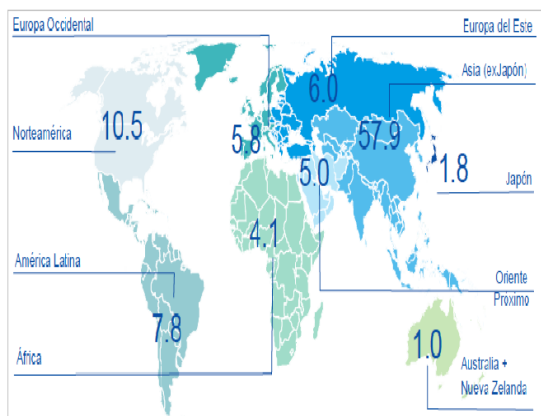 Europa Occidental
Europa del Este
6.0
Asia (exJapón)
10.5
Norteamérica
5.8
57.9
5.0
1.8
Japón
4.1
América Latina
Oriente
Próximo
7.8
África
1.0
Australia +
Nueva Zelanda